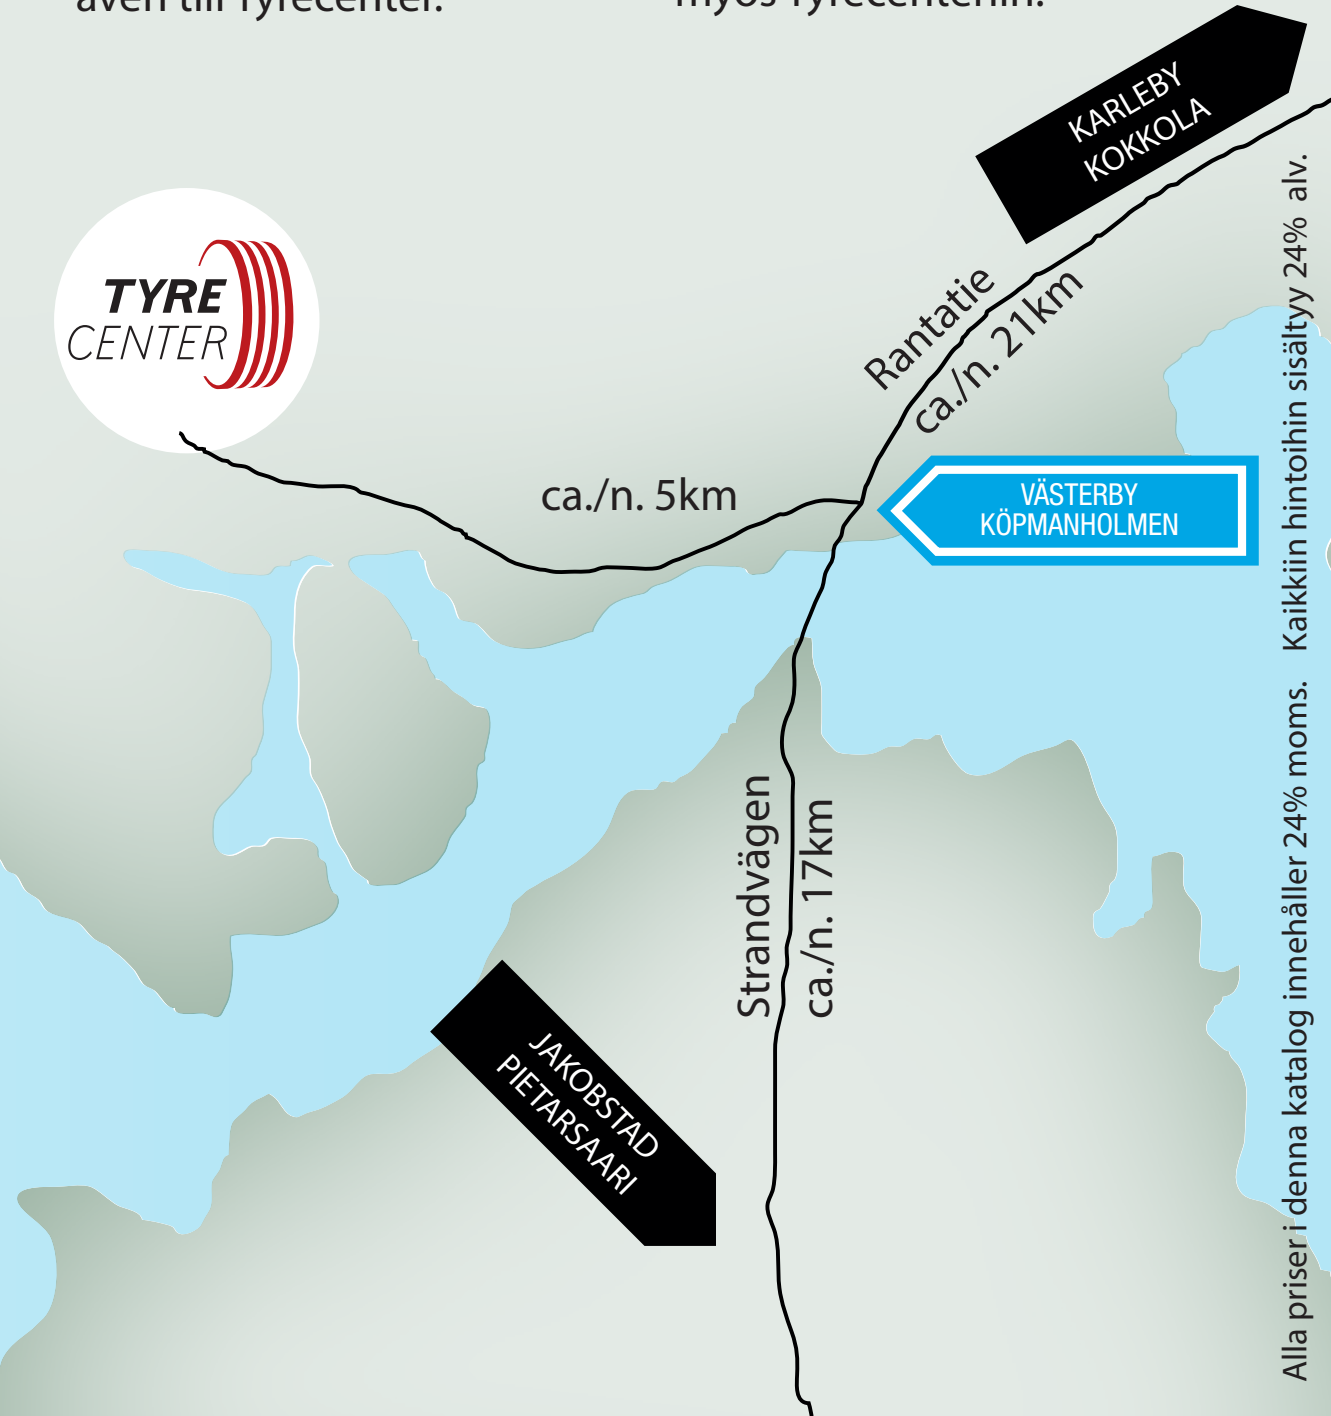 även till Tyrecenter.
myös Tyrecenteriin.
KARLEBY
KOKKOLA
TYRE
CENTER
Rantatie
ca./n. 21km
ca./n. 5km
VÄSTERBY
KÖPMANHOLMEN
Strandvägen
ca./n. 17km
JAKOBSTAD
PIETARSAARI
Alla priser i denna katalog innehåller 24% moms. Kaikkiin hintoihin sisältyy 24% alv.